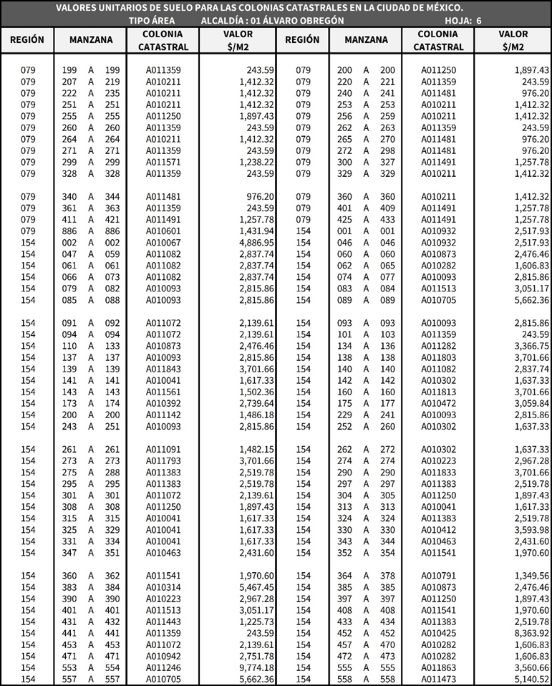 VALORES UNITARIOS DE SUELO PARA LAS COLONIAS CATASTRALES EN LA CIUDAD DE MÉXICO.
TIPO ÁREA ALCALDÍA : 01 ÁLVARO OBREGÓN HOJA: 6
REGIÓN MANZANA COLONIA CATASTRAL VALOR $/M2 REGIÓN MANZANA COLONIA CATASTRAL VALOR $/M2
079 199 A 199 A011359 243.59 079 200 A 200 A011250 1,897.43
079 207 A 219 A010211 1,412.32 079 220 A 221 A011359 243.59
079 222 A 235 A010211 1,412.32 079 240 A 241 A011481 976.20
079 251 A 251 A010211 1,412.32 079 253 A 253 A010211 1,412.32
079 255 A 255 A011250 1,897.43 079 256 A 259 A010211 1,412.32
079 260 A 260 A011359 243.59 079 262 A 263 A011359 243.59
079 264 A 264 A010211 1,412.32 079 265 A 270 A011481 976.20
079 271 A 271 A011359 243.59 079 272 A 298 A011481 976.20
079 299 A 299 A011571 1,238.22 079 300 A 327 A011491 1,257.78
079 328 A 328 A011359 243.59 079 329 A 329 A010211 1,412.32
079 340 A 344 A011481 976.20 079 360 A 360 A010211 1,412.32
079 361 A 363 A011359 243.59 079 401 A 409 A011491 1,257.78
079 411 A 421 A011491 1,257.78 079 425 A 433 A011491 1,257.78
079 886 A 886 A010601 1,431.94 154 001 A 001 A010932 2,517.93
154 002 A 002 A010067 4,886.95 154 046 A 046 A010932 2,517.93
154 047 A 059 A011082 2,837.74 154 060 A 060 A010873 2,476.46
154 061 A 061 A011082 2,837.74 154 062 A 065 A010282 1,606.83
154 066 A 073 A011082 2,837.74 154 074 A 077 A010093 2,815.86
154 079 A 082 A010093 2,815.86 154 083 A 084 A011513 3,051.17
154 085 A 088 A010093 2,815.86 154 089 A 089 A010705 5,662.36
154 091 A 092 A011072 2,139.61 154 093 A 093 A010093 2,815.86
154 094 A 094 A011072 2,139.61 154 101 A 103 A011359 243.59
154 110 A 133 A010873 2,476.46 154 134 A 136 A011282 3,366.75
154 137 A 137 A010093 2,815.86 154 138 A 138 A011803 3,701.66
154 139 A 139 A011843 3,701.66 154 140 A 140 A011082 2,837.74
154 141 A 141 A010041 1,617.33 154 142 A 142 A010302 1,637.33
154 143 A 143 A011561 1,502.36 154 160 A 160 A011813 3,701.66
154 173 A 174 A010392 2,739.64 154 175 A 177 A010472 3,059.84
154 200 A 200 A011142 1,486.18 154 229 A 241 A010093 2,815.86
154 243 A 251 A010093 2,815.86 154 252 A 260 A010302 1,637.33
154 261 A 261 A011091 1,482.15 154 262 A 272 A010302 1,637.33
154 273 A 273 A011793 3,701.66 154 274 A 274 A010223 2,967.28
154 275 A 288 A011383 2,519.78 154 290 A 290 A011833 3,701.66
154 295 A 295 A011383 2,519.78 154 297 A 297 A011383 2,519.78
154 301 A 301 A011072 2,139.61 154 304 A 305 A011250 1,897.43
154 308 A 308 A011250 1,897.43 154 313 A 313 A010041 1,617.33
154 315 A 315 A010041 1,617.33 154 324 A 324 A011383 2,519.78
154 325 A 329 A010041 1,617.33 154 330 A 330 A010412 3,593.98
154 331 A 334 A010041 1,617.33 154 343 A 344 A010463 2,431.60
154 347 A 351 A010463 2,431.60 154 352 A 354 A011541 1,970.60
154 360 A 362 A011541 1,970.60 154 364 A 378 A010791 1,349.56
154 383 A 384 A010314 5,467.45 154 385 A 385 A010873 2,476.46
154 390 A 390 A010223 2,967.28 154 397 A 397 A011250 1,897.43
154 401 A 401 A011513 3,051.17 154 408 A 408 A011541 1,970.60
154 431 A 432 A011443 1,225.73 154 433 A 434 A011383 2,519.78
154 441 A 441 A011359 243.59 154 452 A 452 A010425 8,363.92
154 453 A 453 A011072 2,139.61 154 460 A 460 A010282 1,606.83
154 471 A 471 A010942 2,751.78 154 472 A 473 A010282 1,606.83
154 553 A 554 A011246 9,774.18 154 555 A 555 A011863 3,560.66
154 557 A 557 A010705 5,662.36 154 558 A 558 A011473 5,140.52